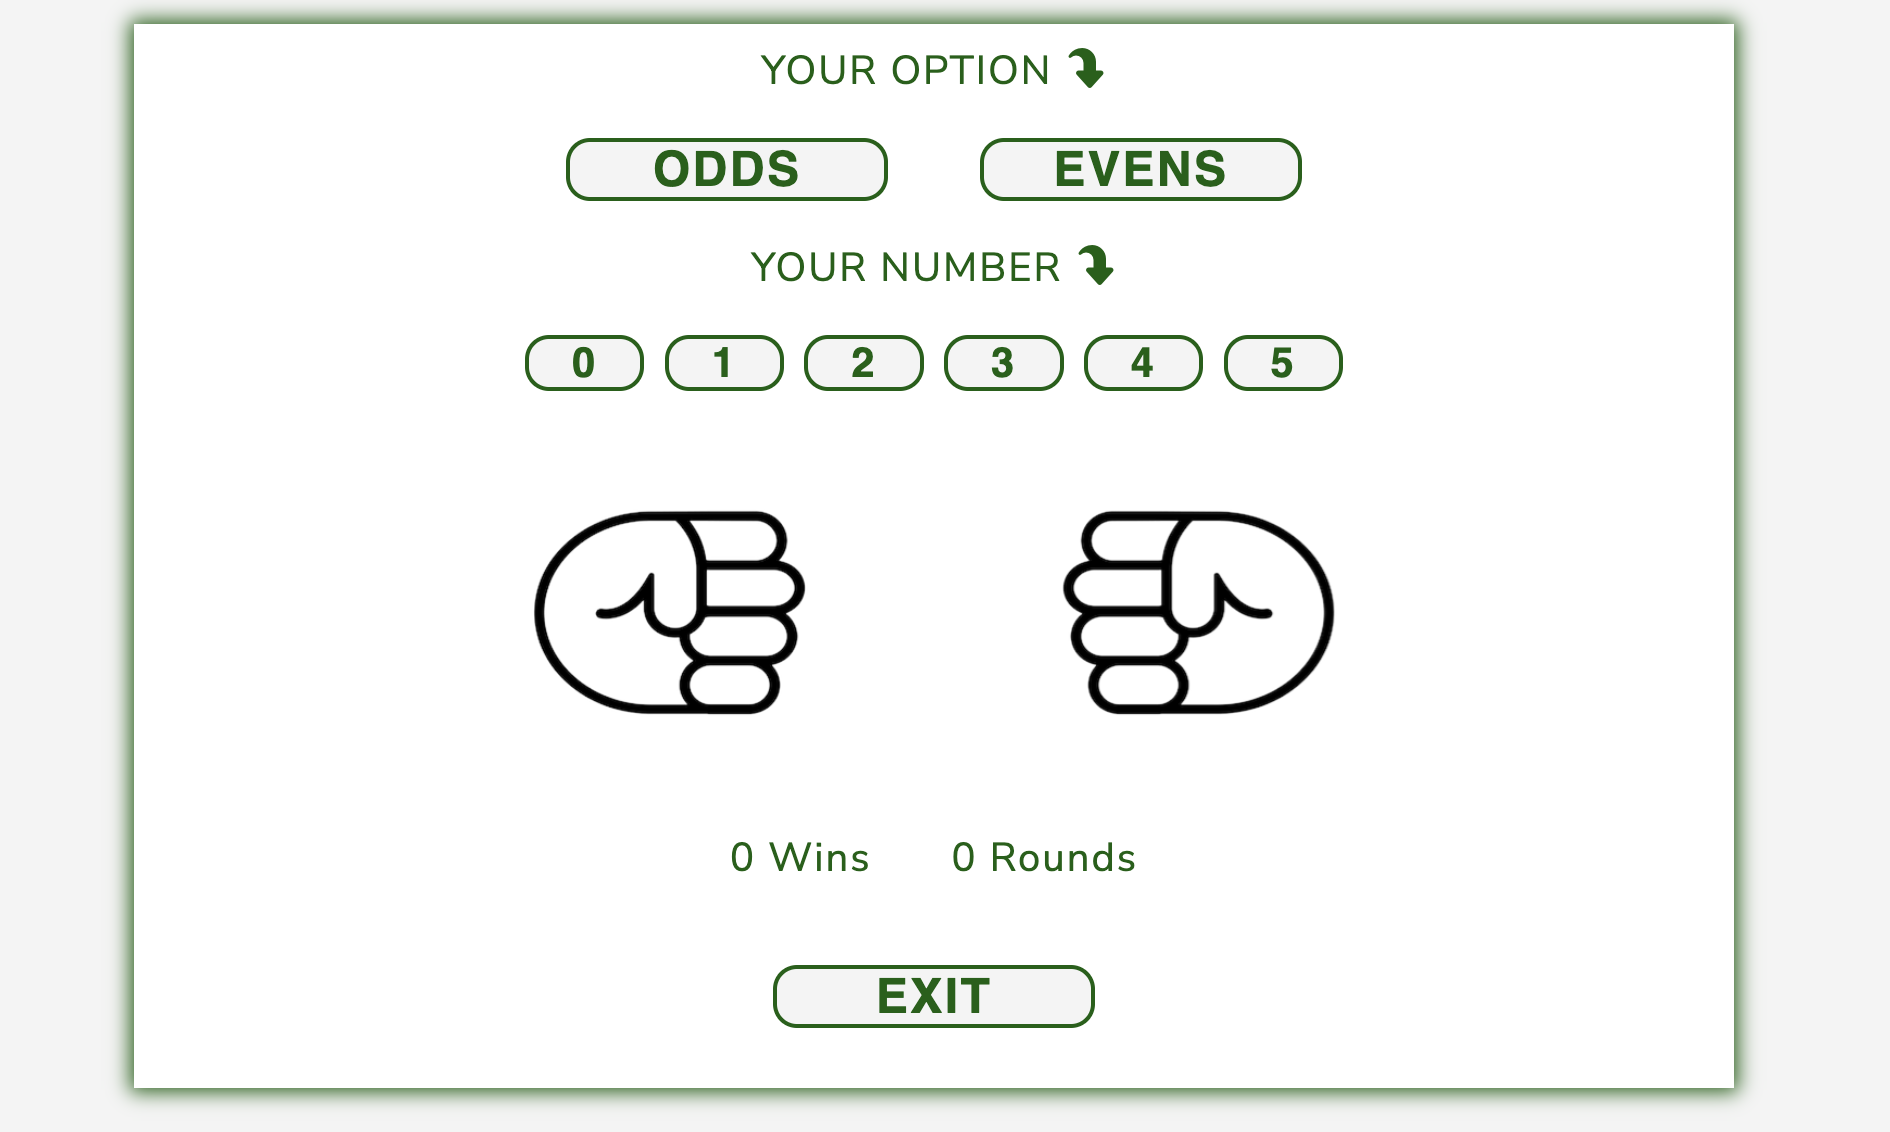 YOUR OPTION
ODDS EVENS
YOUR NUMBER
0 1 2 3 4 5
0 Wins 0 Rounds
EXIT